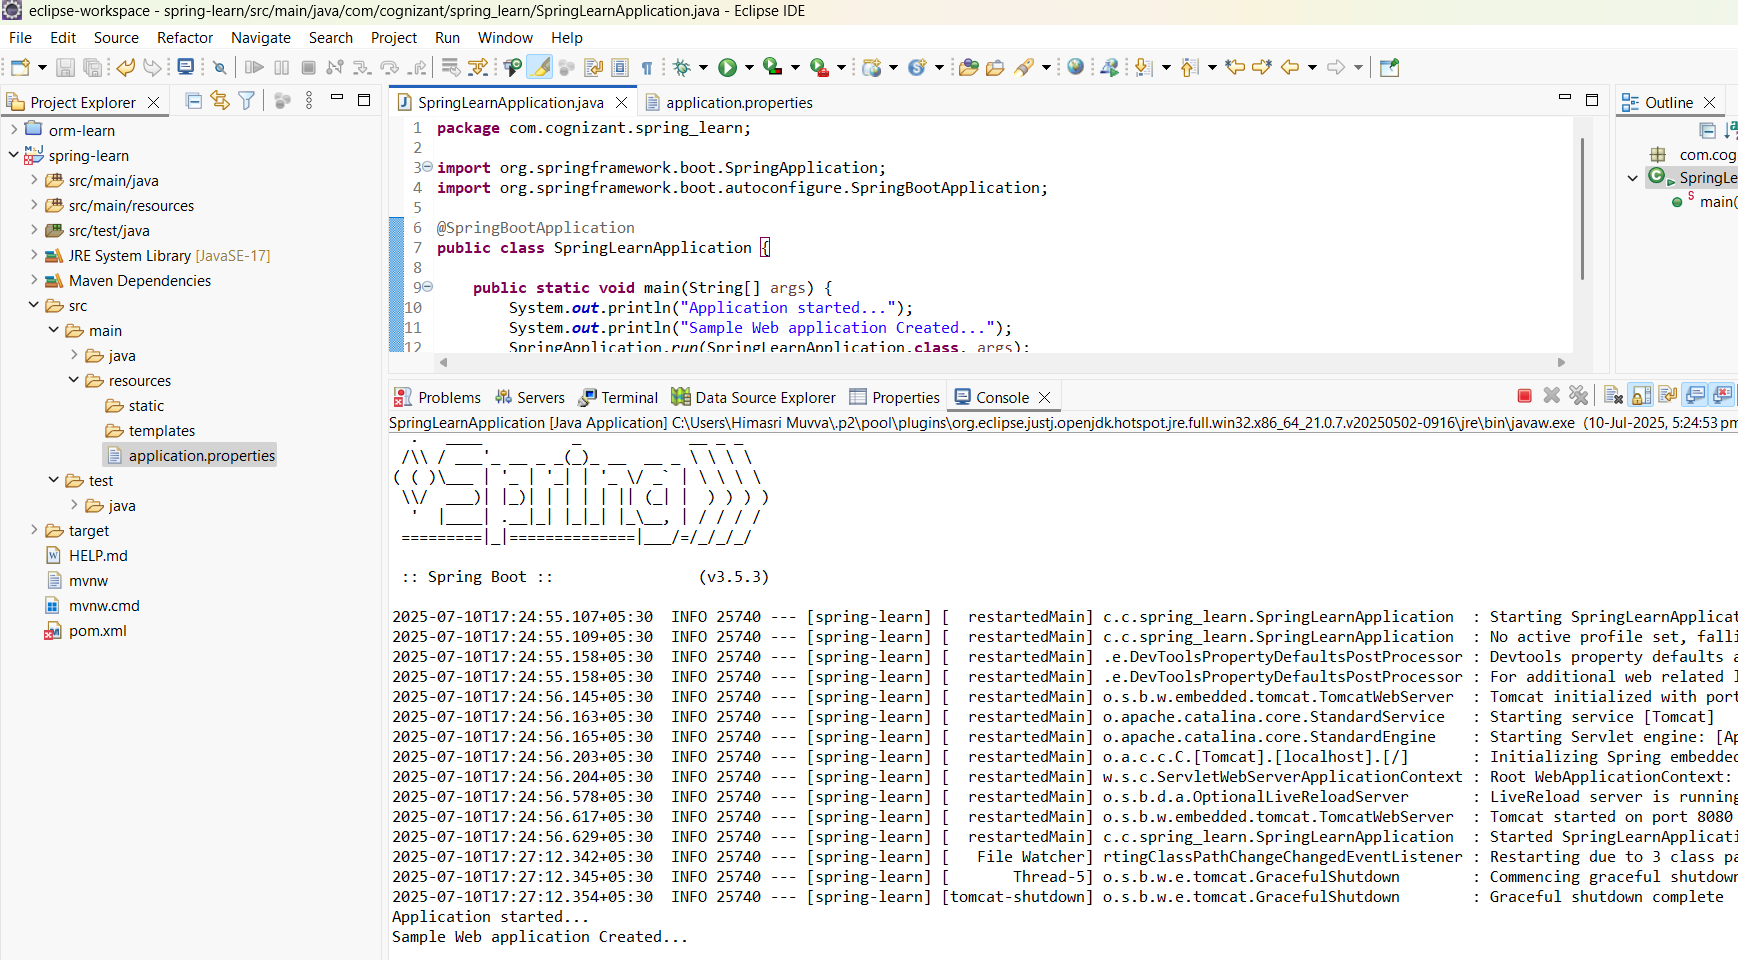 eclipse-workspace - spring-learn/src/main/java/com/cognizant/spring_learn/SpringLearnApplication.java - Eclipse IDE
File Edit Source Refactor Navigate Search Project Run Window Help
Project Explorer
orm-learn
spring-learn
src/main/java
src/main/resources
src/test/java
JRE System Library [JavaSE-17]
Maven Dependencies
src
main
java
resources
static
templates
application.properties
test
java
target
HELP.md
mvnw
mvnw.cmd
pom.xml
SpringLearnApplication.java application.properties
1 package com.cognizant.spring_learn;
2
3 import org.springframework.boot.SpringApplication;
4 import org.springframework.boot.autoconfigure.SpringBootApplication;
5
6 @SpringBootApplication
7 public class SpringLearnApplication {
8
9 public static void main(String[] args) {
10 System.out.println("Application started...");
11 System.out.println("Sample Web application Created...");
12 SpringApplication.run(SpringLearnApplication.class, args);
Outline
com.cog
SpringLe
main(
Problems Servers Terminal Data Source Explorer Properties Console
SpringLearnApplication [Java Application] C:\Users\Himasri Muvva\.p2\pool\plugins\org.eclipse.justj.openjdk.hotspot.jre.full.win32.x86_64_21.0.7.v20250502-0916\jre\bin\javaw.exe (10-Jul-2025, 5:24:53 pm
Spring
:: Spring Boot :: (v3.5.3)
2025-07-10T17:24:55.107+05:30 INFO 25740 --- [spring-learn] [ restartedMain] c.c.spring_learn.SpringLearnApplication : Starting SpringLearnApplicat
2025-07-10T17:24:55.109+05:30 INFO 25740 --- [spring-learn] [ restartedMain] c.c.spring_learn.SpringLearnApplication : No active profile set, falli
2025-07-10T17:24:55.158+05:30 INFO 25740 --- [spring-learn] [ restartedMain] .e.DevToolsPropertyDefaultsPostProcessor : Devtools property defaults a
2025-07-10T17:24:55.158+05:30 INFO 25740 --- [spring-learn] [ restartedMain] .e.DevToolsPropertyDefaultsPostProcessor : For additional web related l
2025-07-10T17:24:56.145+05:30 INFO 25740 --- [spring-learn] [ restartedMain] o.s.b.w.embedded.tomcat.TomcatWebServer : Tomcat initialized with port
2025-07-10T17:24:56.163+05:30 INFO 25740 --- [spring-learn] [ restartedMain] o.apache.catalina.core.StandardService : Starting service [Tomcat]
2025-07-10T17:24:56.165+05:30 INFO 25740 --- [spring-learn] [ restartedMain] o.apache.catalina.core.StandardEngine : Starting Servlet engine: [Ap
2025-07-10T17:24:56.203+05:30 INFO 25740 --- [spring-learn] [ restartedMain] o.a.c.c.C.[Tomcat].[localhost].[/] : Initializing Spring embedded
2025-07-10T17:24:56.204+05:30 INFO 25740 --- [spring-learn] [ restartedMain] w.s.c.ServletWebServerApplicationContext : Root WebApplicationContext:
2025-07-10T17:24:56.578+05:30 INFO 25740 --- [spring-learn] [ restartedMain] o.s.b.d.a.OptionalLiveReloadServer : LiveReload server is running
2025-07-10T17:24:56.617+05:30 INFO 25740 --- [spring-learn] [ restartedMain] o.s.b.w.embedded.tomcat.TomcatWebServer : Tomcat started on port 8080
2025-07-10T17:24:56.629+05:30 INFO 25740 --- [spring-learn] [ restartedMain] c.c.spring_learn.SpringLearnApplication : Started SpringLearnApplicati
2025-07-10T17:27:12.342+05:30 INFO 25740 --- [spring-learn] [ File Watcher] rtingClassPathChangeChangedEventListener : Restarting due to 3 class pa
2025-07-10T17:27:12.345+05:30 INFO 25740 --- [spring-learn] [ Thread-5] o.s.b.w.e.tomcat.GracefulShutdown : Commencing graceful shutdown
2025-07-10T17:27:12.354+05:30 INFO 25740 --- [spring-learn] [tomcat-shutdown] o.s.b.w.e.tomcat.GracefulShutdown : Graceful shutdown complete
Application started...
Sample Web application Created...